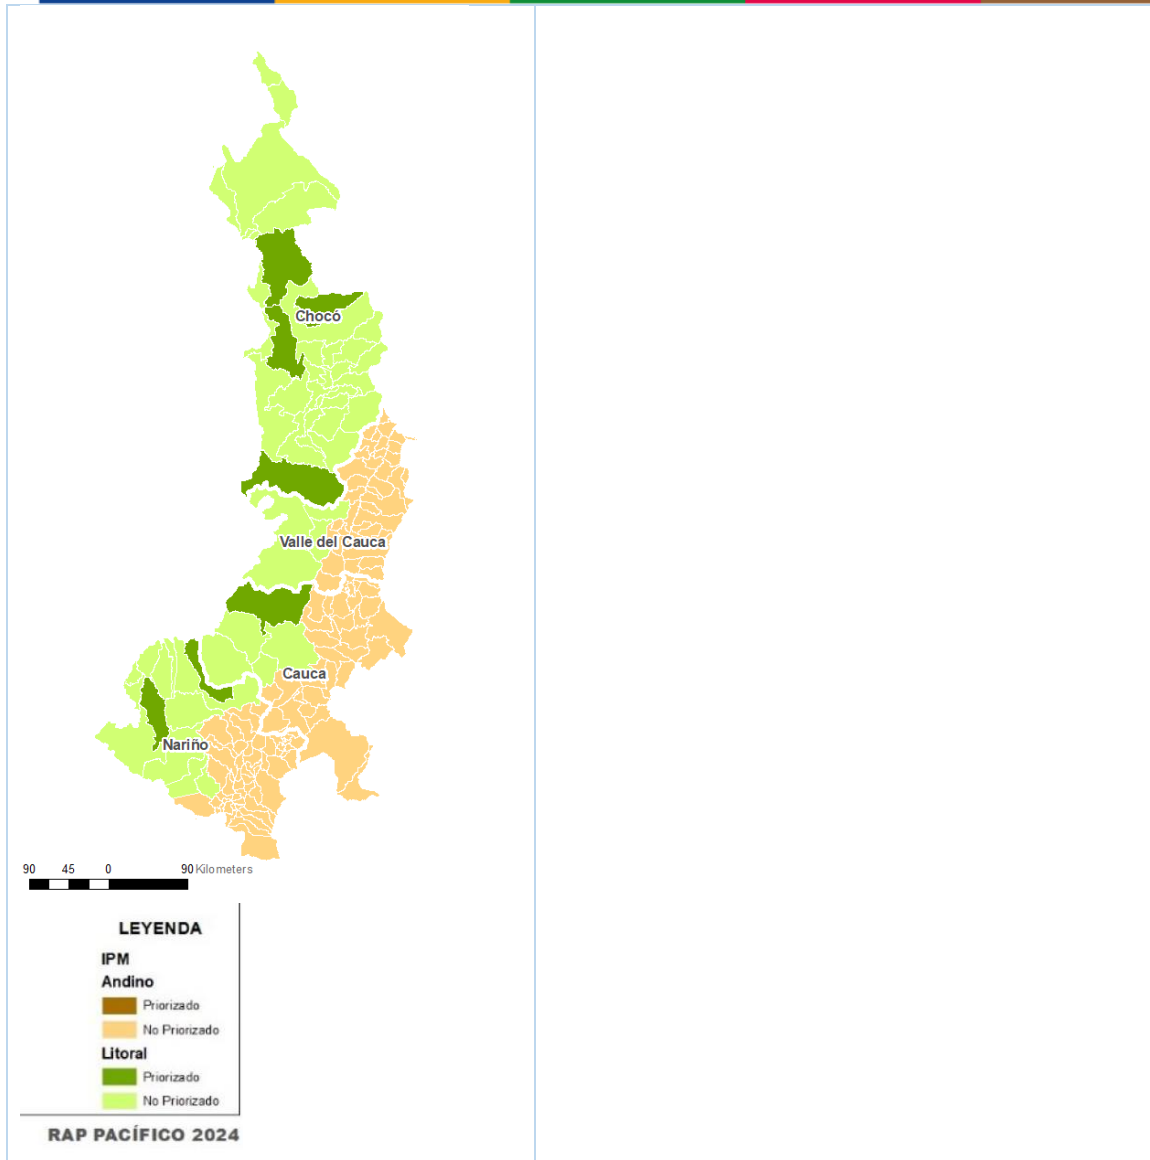 Chocó
Valle del Cauca
Cauca
Nariño
90 45 0 90 Kilometers
LEYENDA
IPM
Andino
Priorizado
No Priorizado
Litoral
Priorizado
No Priorizado
RAP PACÍFICO 2024